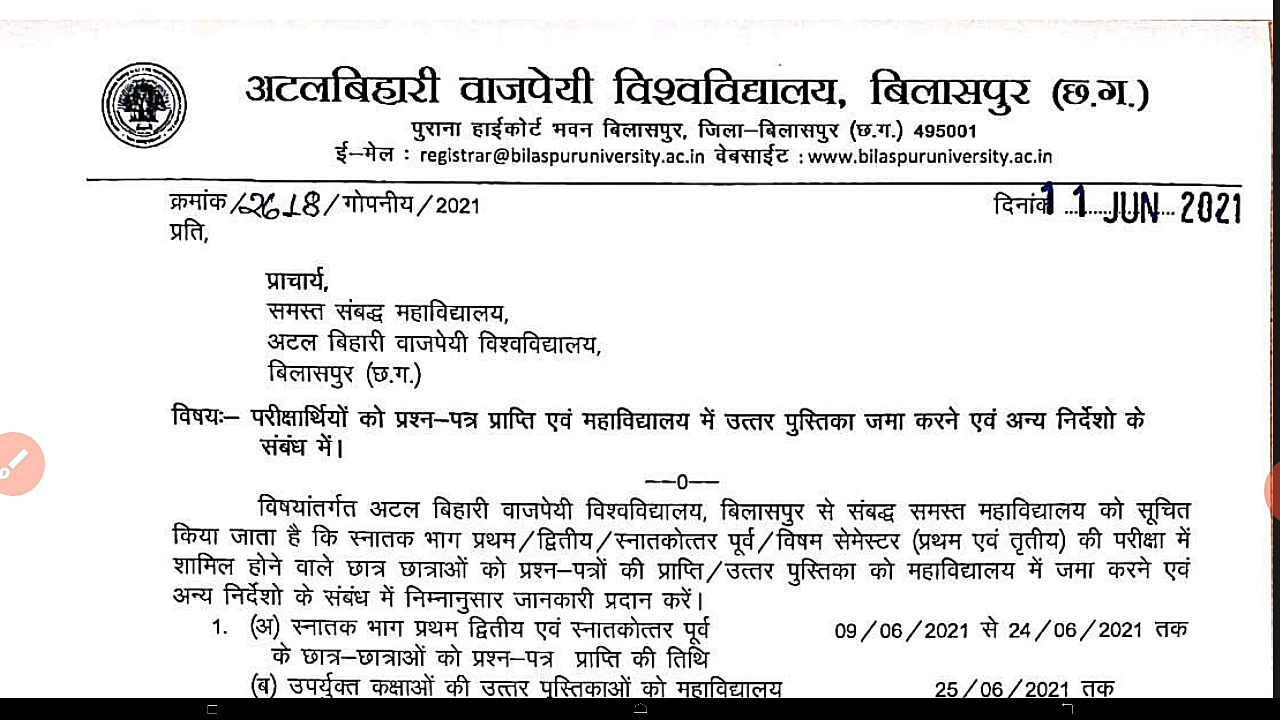 अटलबिहारी वाजपेयी विश्वविद्यालय, बिलासपुर (छ.ग.)
पुराना हाईकोर्ट भवन बिलासपुर, जिला–बिलासपुर (छ.ग.) 495001
ई–मेल : registrar@bilaspuruniversity.ac.in वेबसाईट : www.bilaspuruniversity.ac.in
क्रमांक/2618/गोपनीय/2021 दिनांक 11 JUN 2021
प्रति,
प्राचार्य,
समस्त संबद्ध महाविद्यालय,
अटल बिहारी वाजपेयी विश्वविद्यालय,
बिलासपुर (छ.ग.)
विषयः– परीक्षार्थियों को प्रश्न–पत्र प्राप्ति एवं महाविद्यालय में उत्तर पुस्तिका जमा करने एवं अन्य निर्देशो के
संबंध में।
––0––
विषयांतर्गत अटल बिहारी वाजपेयी विश्वविद्यालय, बिलासपुर से संबद्ध समस्त महाविद्यालय को सूचित
किया जाता है कि स्नातक भाग प्रथम/द्वितीय/स्नातकोत्तर पूर्व/विषम सेमेस्टर (प्रथम एवं तृतीय) की परीक्षा में
शामिल होने वाले छात्र छात्राओं को प्रश्न–पत्रों की प्राप्ति/उत्तर पुस्तिका को महाविद्यालय में जमा करने एवं
अन्य निर्देशो के संबंध में निम्नानुसार जानकारी प्रदान करें।
1. (अ) स्नातक भाग प्रथम द्वितीय एवं स्नातकोत्तर पूर्व 09/06/2021 से 24/06/2021 तक
के छात्र–छात्राओं को प्रश्न–पत्र प्राप्ति की तिथि
(ब) उपर्युक्त कक्षाओं की उत्तर पुस्तिकाओं को महाविद्यालय 25/06/2021 तक